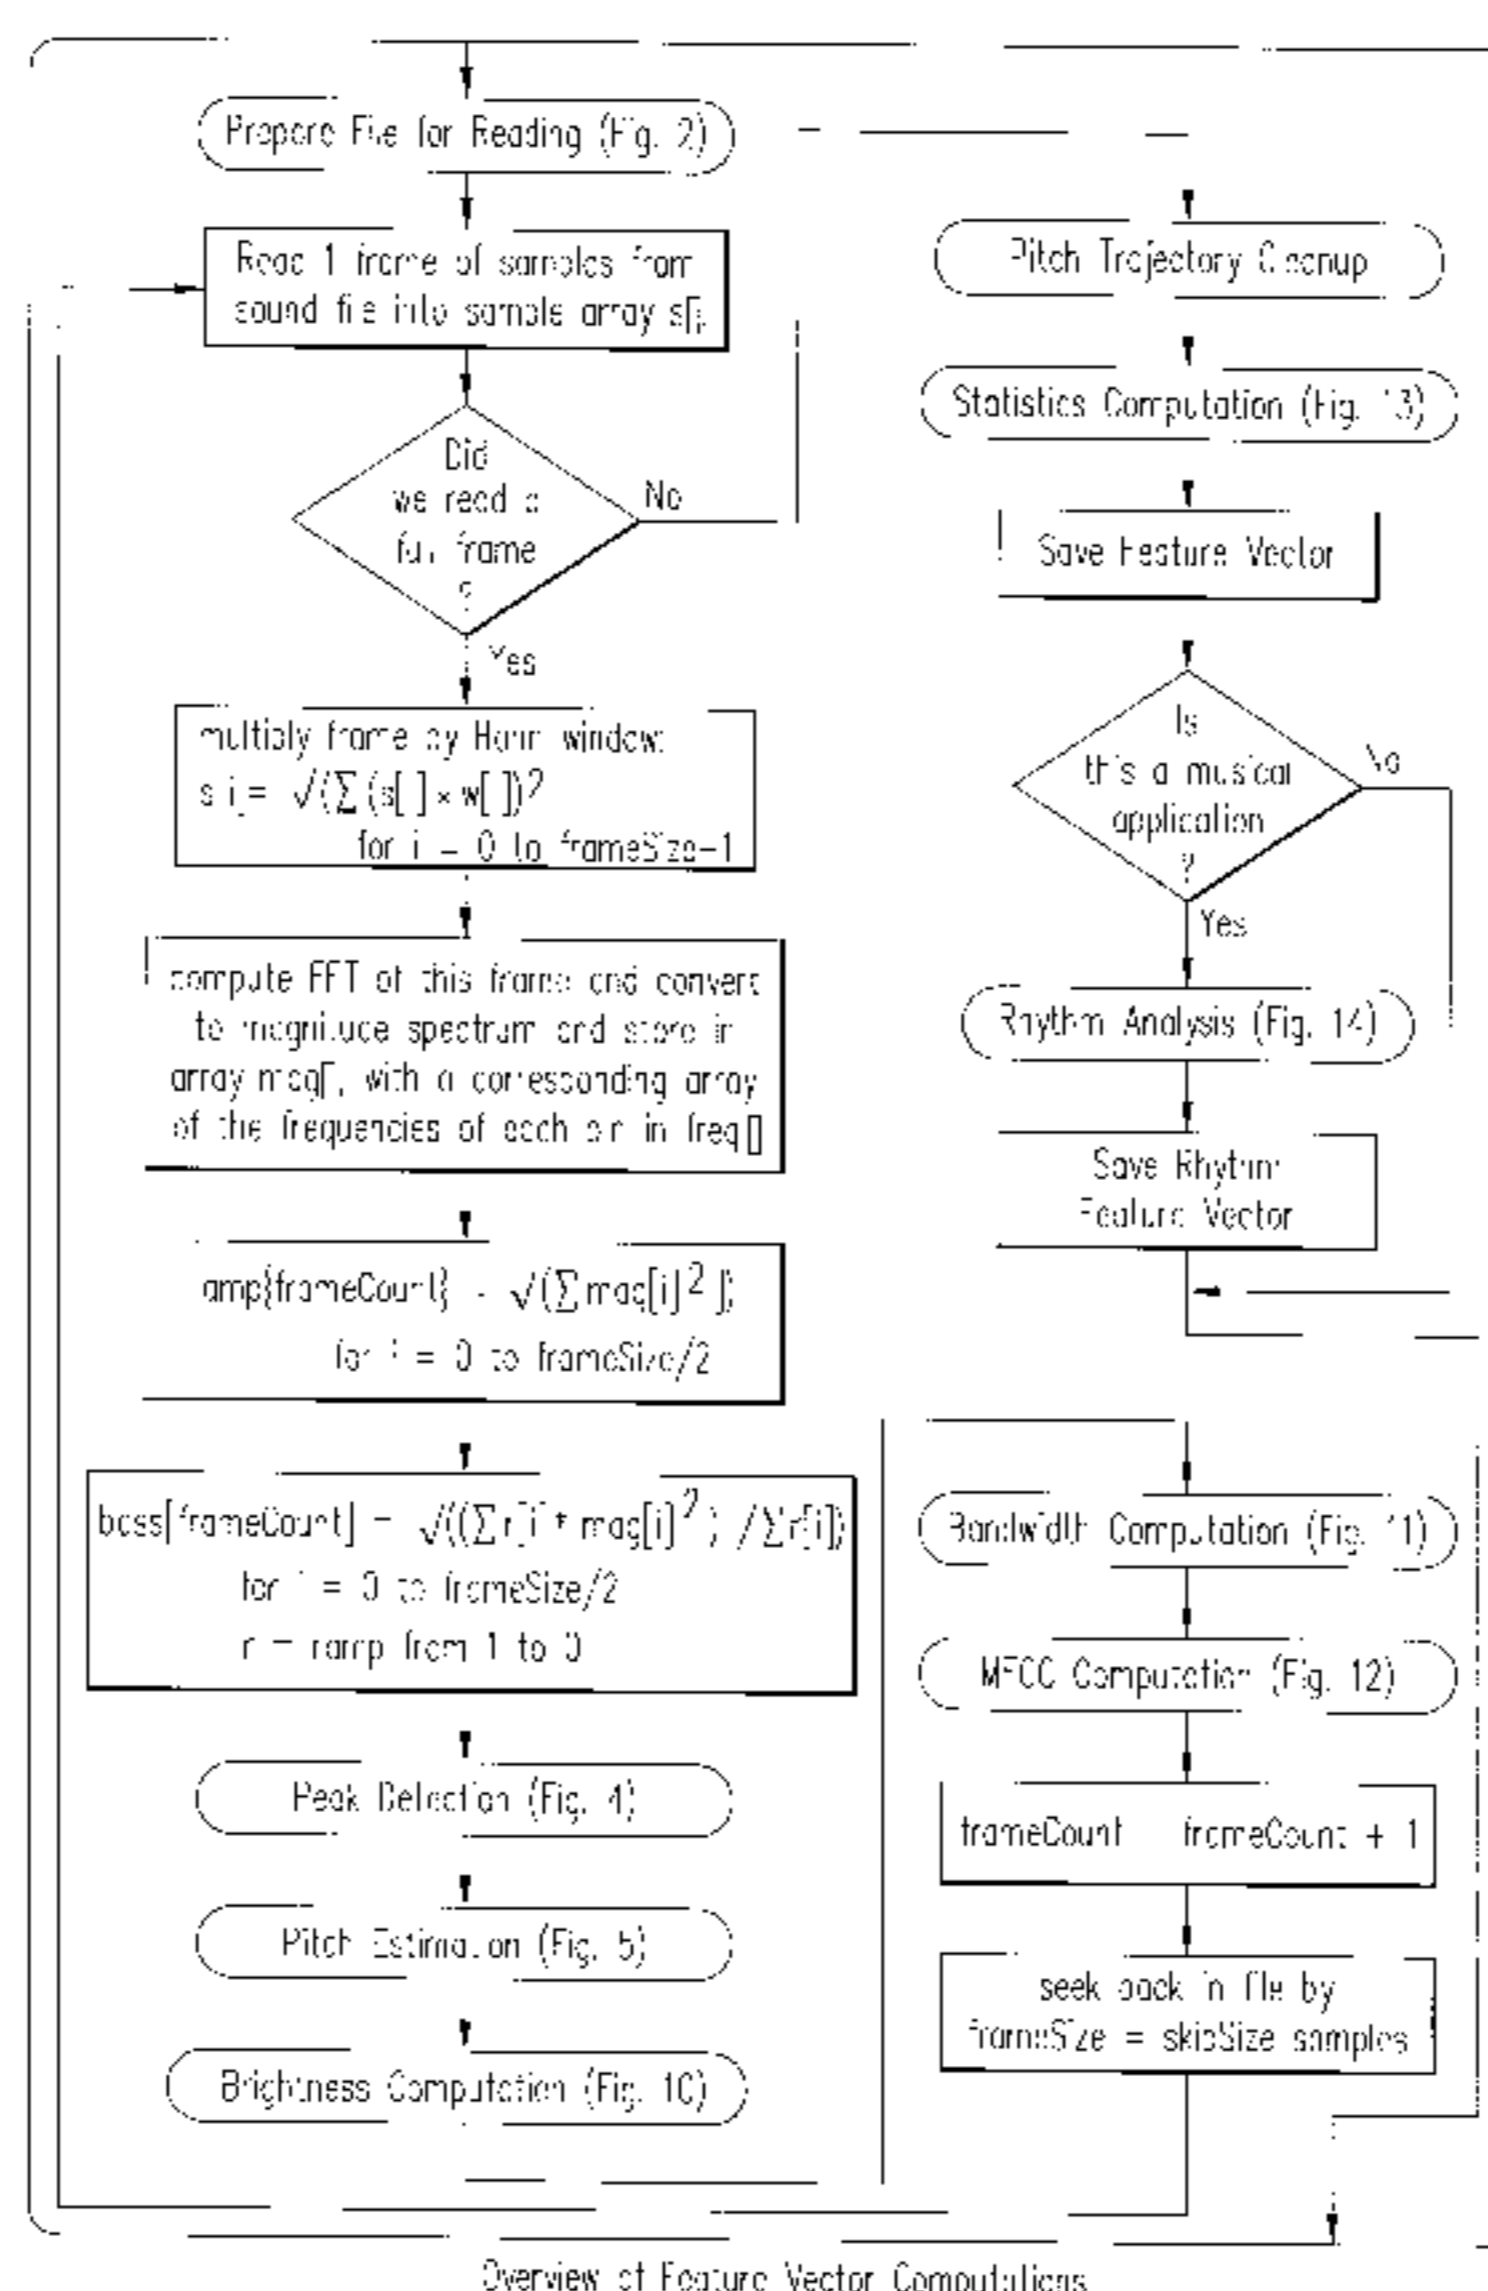 Prepare File for Reading (Fig. 2)
Read 1 frame of samples from
sound file into sample array s[i]
Did
we read a
full frame
?
No
Yes
multiply frame by Hann window:
s[i]= √(∑(s[ ] × w[ ])2
for i = 0 to frameSize-1
compute FFT of this frame and convert
to magnitude spectrum and store in
array mag[], with a corresponding array
of the frequencies of each bin in freq[]
amp{frameCount} = √(∑mag[i]2])
for i = 0 to frameSize/2
bass[frameCount] = √((∑r[i] * mag[i]2) /∑r[i])
for i = 0 to frameSize/2
r = ramp from 1 to 0
Peak Detection (Fig. 4)
Pitch Estimation (Fig. 5)
Brightness Computation (Fig. 10)
Pitch Trajectory Cleanup
Statistics Computation (Fig. 13)
Save Feature Vector
Is
this a musical
application
?
No
Yes
Rhythm Analysis (Fig. 14)
Save Rhythm
Feature Vector
Bandwidth Computation (Fig. 11)
MFCC Computation (Fig. 12)
frameCount frameCount + 1
seek back in file by
frameSize = skipSize samples
Overview of Feature Vector Computations